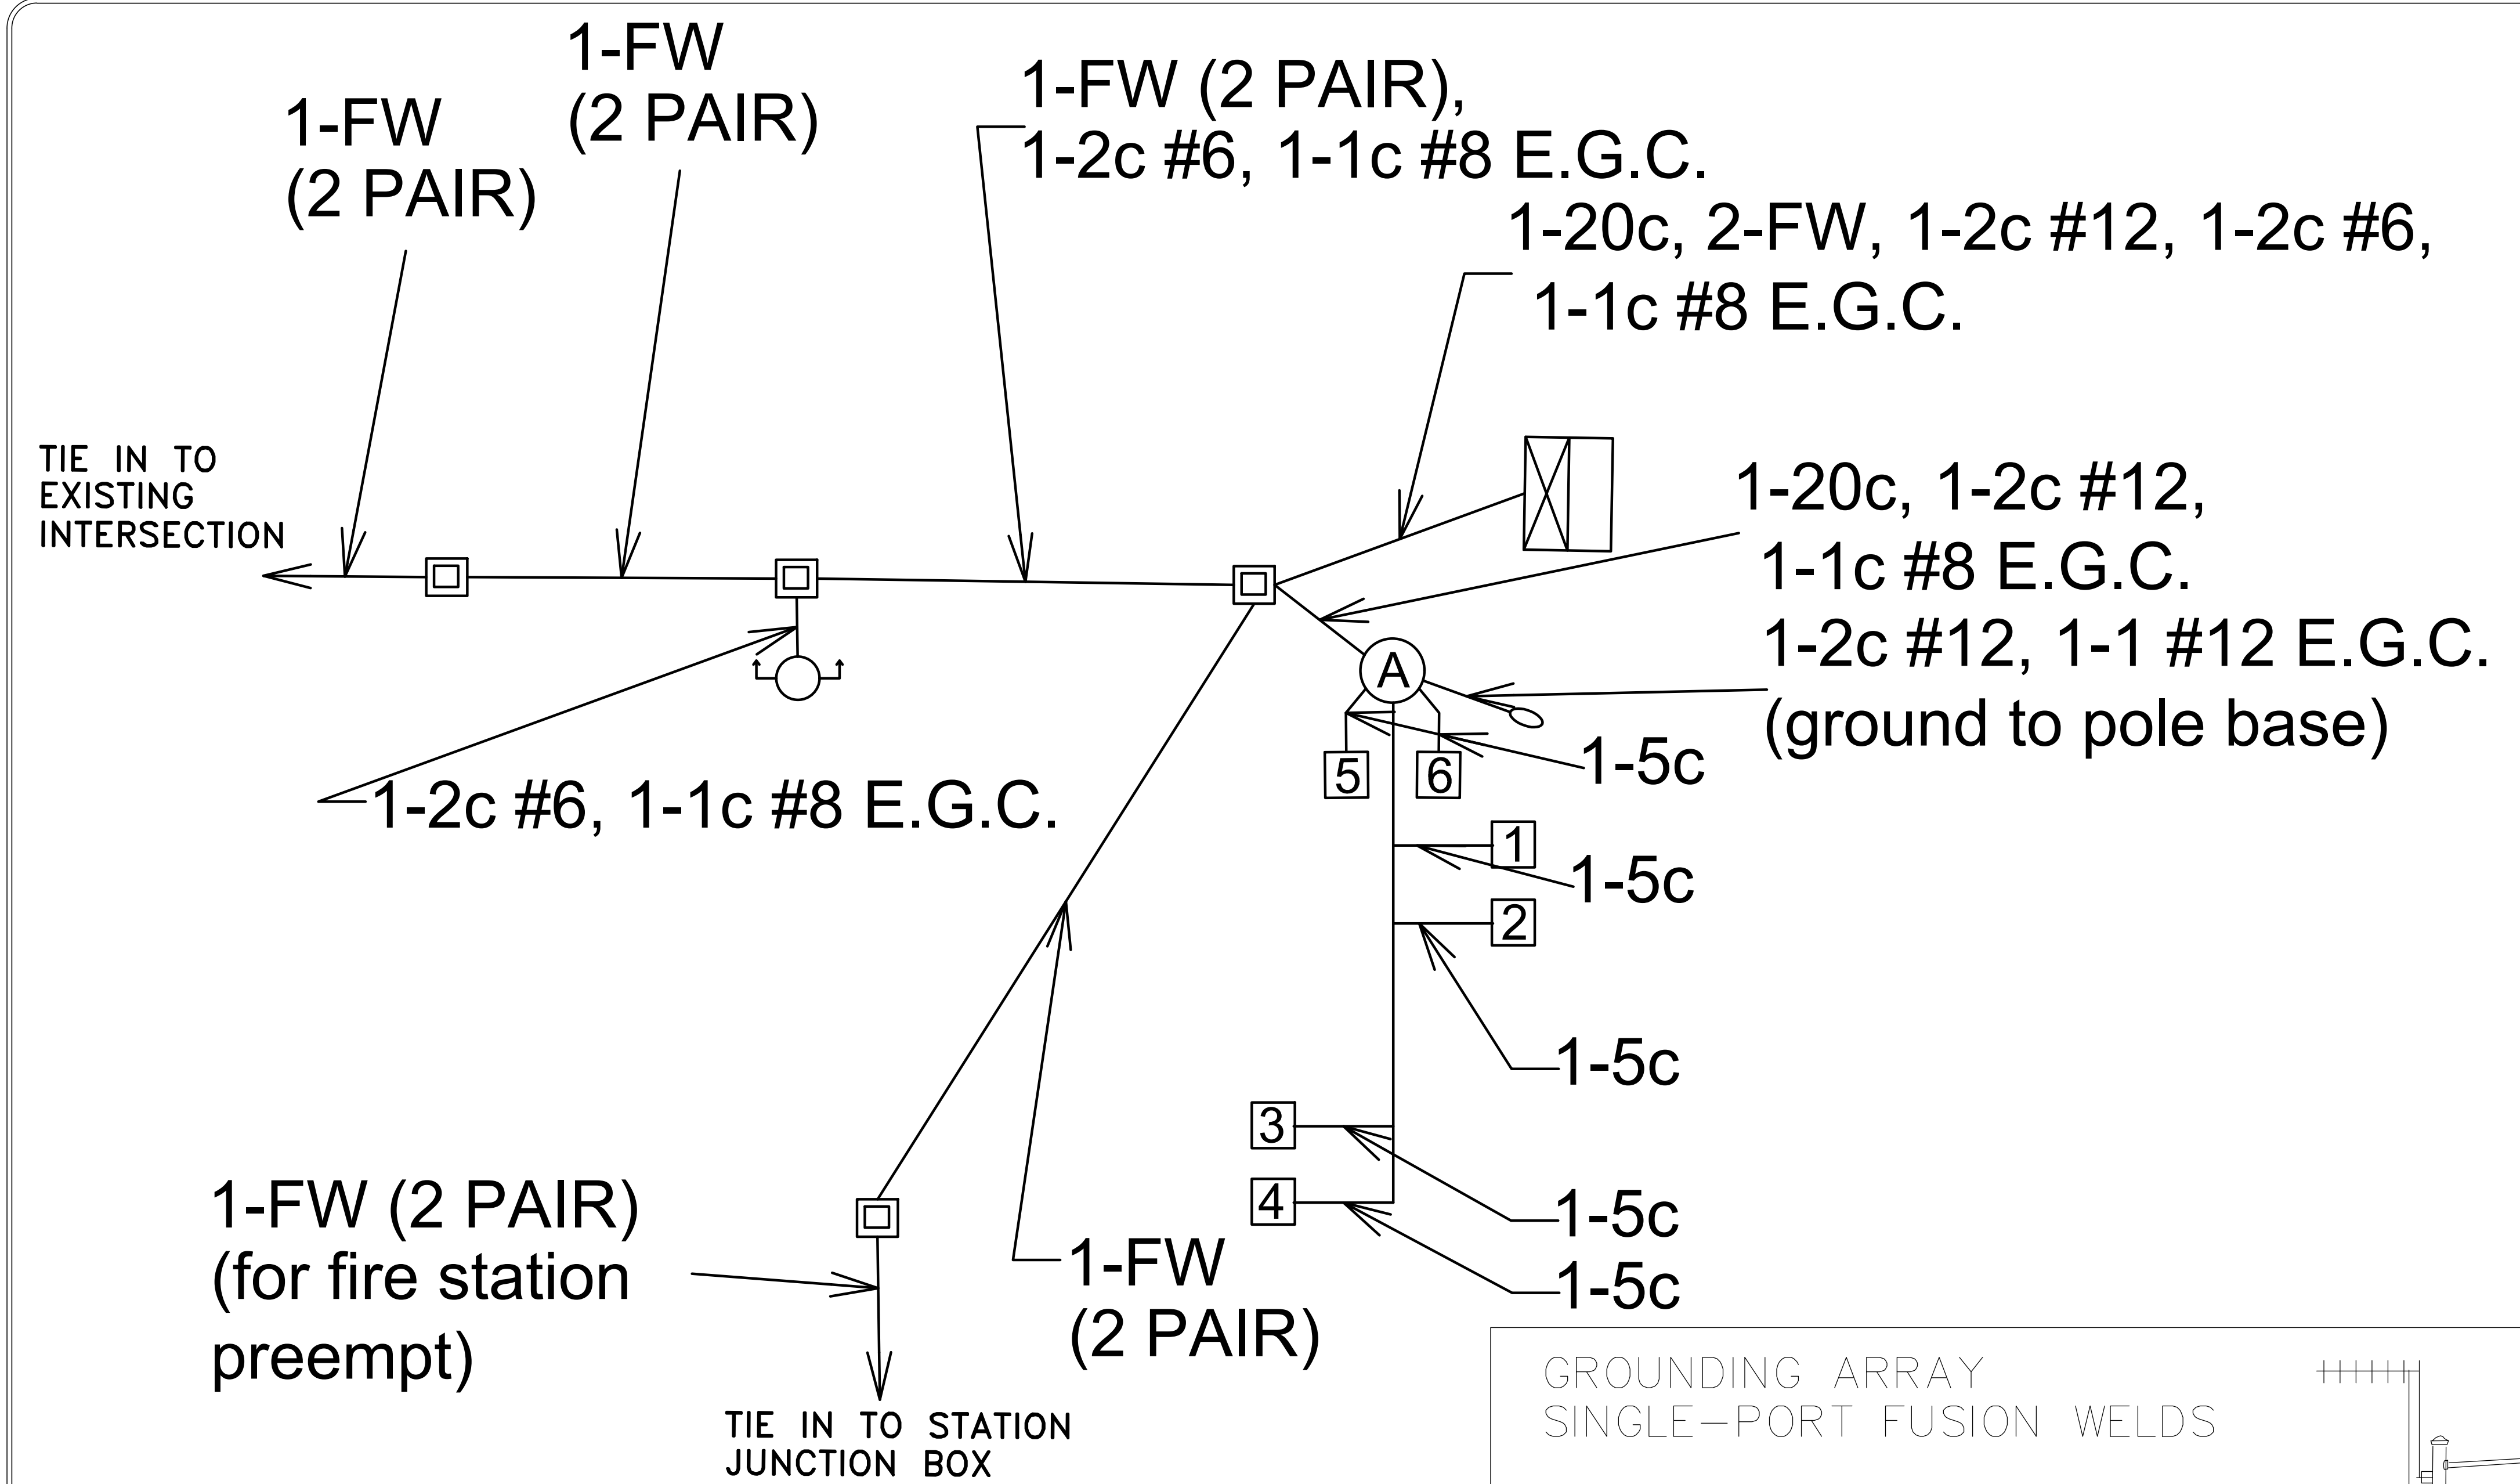 1-FW
(2 PAIR)
1-FW
(2 PAIR)
1-FW (2 PAIR),
1-2c #6, 1-1c #8 E.G.C.
1-20c, 2-FW, 1-2c #12, 1-2c #6,
1-1c #8 E.G.C.
TIE IN TO
EXISTING
INTERSECTION
1-20c, 1-2c #12,
1-1c #8 E.G.C.
1-2c #12, 1-1 #12 E.G.C.
(ground to pole base)
A
5
6
1-5c
1-2c #6, 1-1c #8 E.G.C.
1
1-5c
2
1-5c
3
4
1-5c
1-5c
1-FW (2 PAIR)
(for fire station
preempt)
1-FW
(2 PAIR)
TIE IN TO STATION
JUNCTION BOX
GROUNDING ARRAY
SINGLE-PORT FUSION WELDS